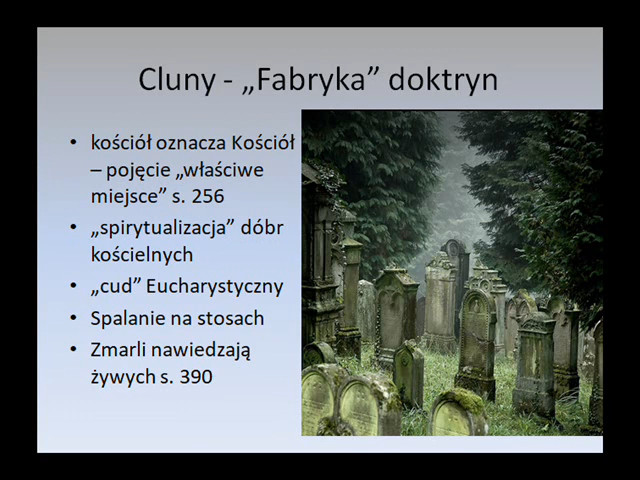 Cluny - „Fabryka” doktryn
• kościół oznacza Kościół
– pojęcie „właściwe
miejsce” s. 256
• „spirytualizacja” dóbr
kościelnych
• „cud” Eucharystyczny
• Spalanie na stosach
• Zmarli nawiedzają
żywych s. 390